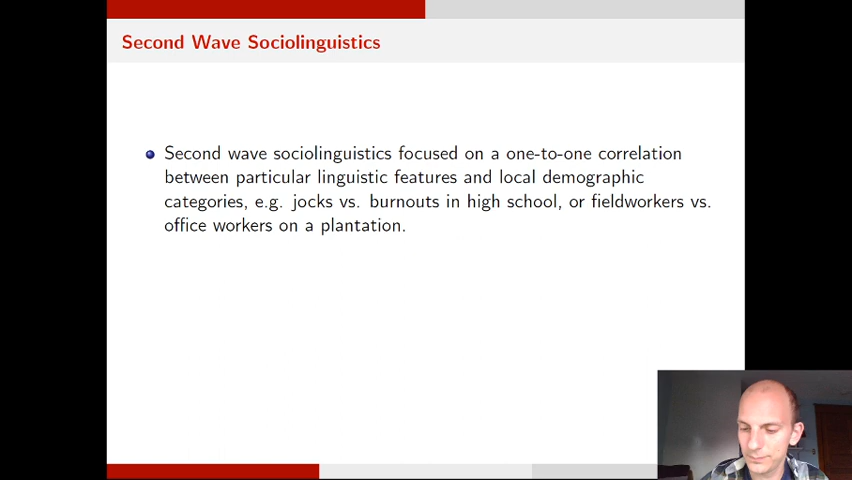 Second Wave Sociolinguistics
Second wave sociolinguistics focused on a one-to-one correlation
between particular linguistic features and local demographic
categories, e.g. jocks vs. burnouts in high school, or fieldworkers vs.
office workers on a plantation.